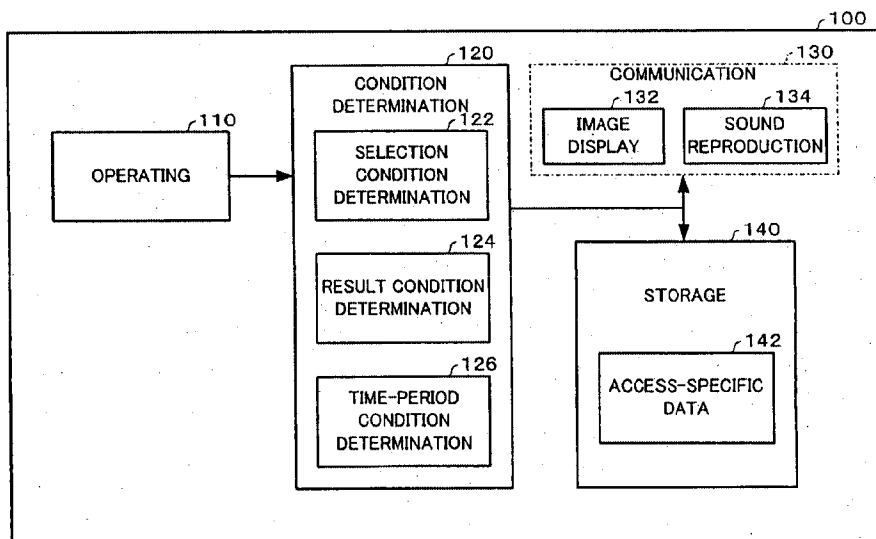 100
110
OPERATING
120
CONDITION
DETERMINATION
122
SELECTION
CONDITION
DETERMINATION
124
RESULT CONDITION
DETERMINATION
126
TIME-PERIOD
CONDITION
DETERMINATION
130
COMMUNICATION
132
IMAGE
DISPLAY
134
SOUND
REPRODUCTION
140
STORAGE
142
ACCESS-SPECIFIC
DATA